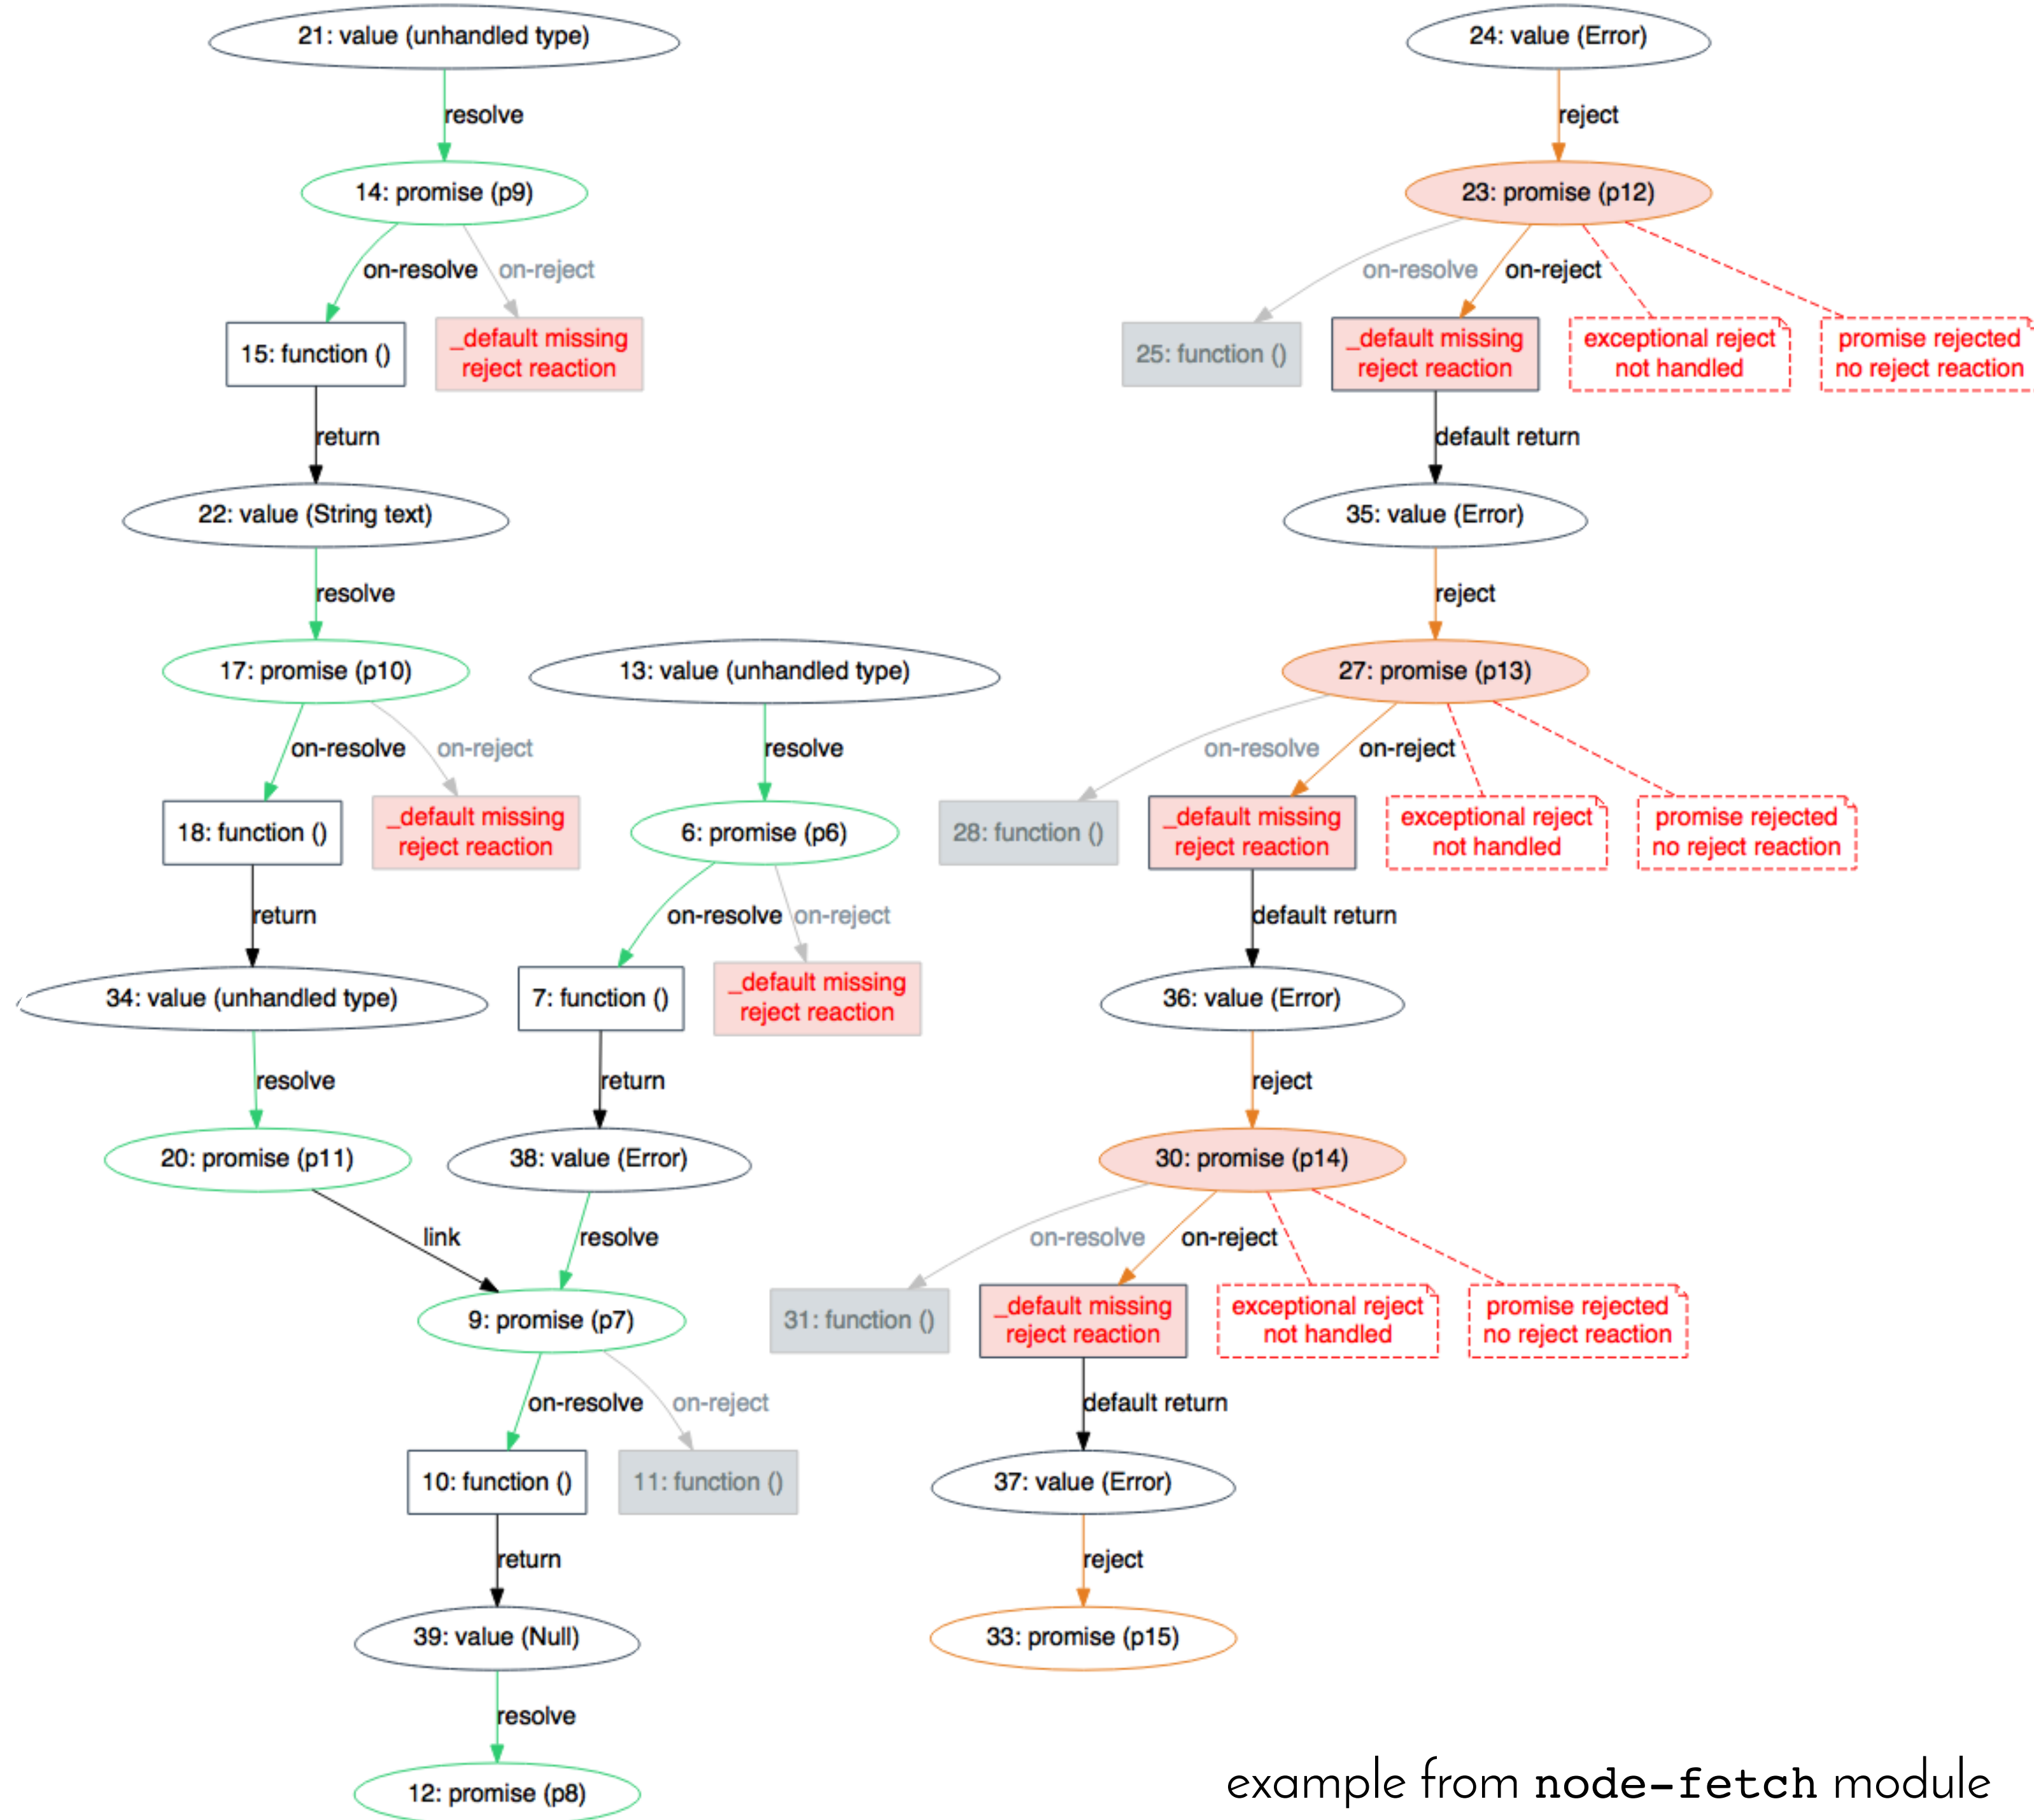 21: value (unhandled type)
24: value (Error)
resolve
reject
14: promise (p9)
23: promise (p12)
on-resolve
on-reject
on-resolve
on-reject
15: function ()
_default missing
reject reaction
25: function ()
_default missing
reject reaction
exceptional reject
not handled
promise rejected
no reject reaction
return
default return
22: value (String text)
35: value (Error)
resolve
reject
17: promise (p10)
13: value (unhandled type)
27: promise (p13)
on-resolve
on-reject
resolve
on-resolve
on-reject
18: function ()
_default missing
reject reaction
6: promise (p6)
28: function ()
_default missing
reject reaction
exceptional reject
not handled
promise rejected
no reject reaction
return
on-resolve
on-reject
default return
34: value (unhandled type)
7: function ()
_default missing
reject reaction
36: value (Error)
resolve
return
reject
20: promise (p11)
38: value (Error)
30: promise (p14)
link
resolve
on-resolve
on-reject
9: promise (p7)
31: function ()
_default missing
reject reaction
exceptional reject
not handled
promise rejected
no reject reaction
on-resolve
on-reject
default return
10: function ()
11: function ()
37: value (Error)
return
reject
39: value (Null)
33: promise (p15)
resolve
12: promise (p8)
example from node-fetch module